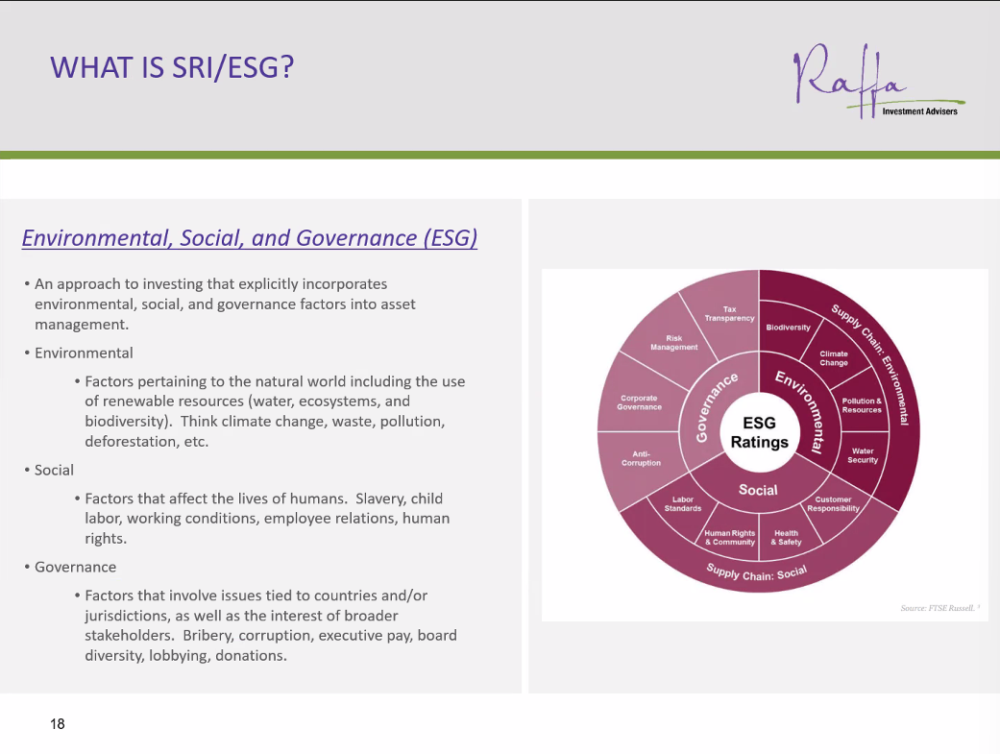 WHAT IS SRI/ESG?
Raffa
Investment Advisers
Environmental, Social, and Governance (ESG)
• An approach to investing that explicitly incorporates
environmental, social, and governance factors into asset
management.
• Environmental
• Factors pertaining to the natural world including the use
of renewable resources (water, ecosystems, and
biodiversity). Think climate change, waste, pollution,
deforestation, etc.
• Social
• Factors that affect the lives of humans. Slavery, child
labor, working conditions, employee relations, human
rights.
• Governance
• Factors that involve issues tied to countries and/or
jurisdictions, as well as the interest of broader
stakeholders. Bribery, corruption, executive pay, board
diversity, lobbying, donations.
ESG
Ratings
Environmental
Social
Governance
Supply Chain: Environmental
Biodiversity
Climate
Change
Pollution &
Resources
Water
Security
Customer
Responsibility
Health
& Safety
Human Rights
& Community
Labor
Standards
Supply Chain: Social
Anti-
Corruption
Corporate
Governance
Risk
Management
Tax
Transparency
Source: FTSE Russell. ¹
18